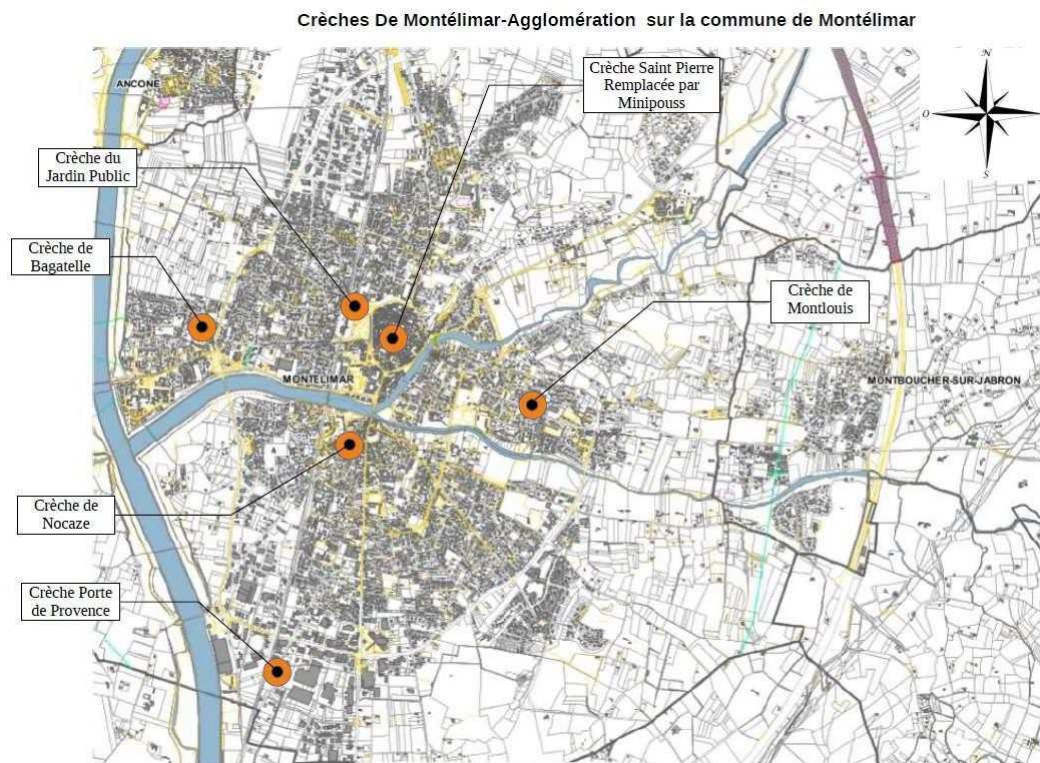 Crèches De Montélimar-Agglomération sur la commune de Montélimar
N
O
S
ANCONE
Crèche Saint Pierre
Remplacée par
Minipouss
Crèche du
Jardin Public
Crèche de
Bagatelle
Crèche de
Montlouis
MONTELIMAR
MONTBOUCHER-SUR-JABRON
Crèche de
Nocaze
Crèche Porte
de Provence